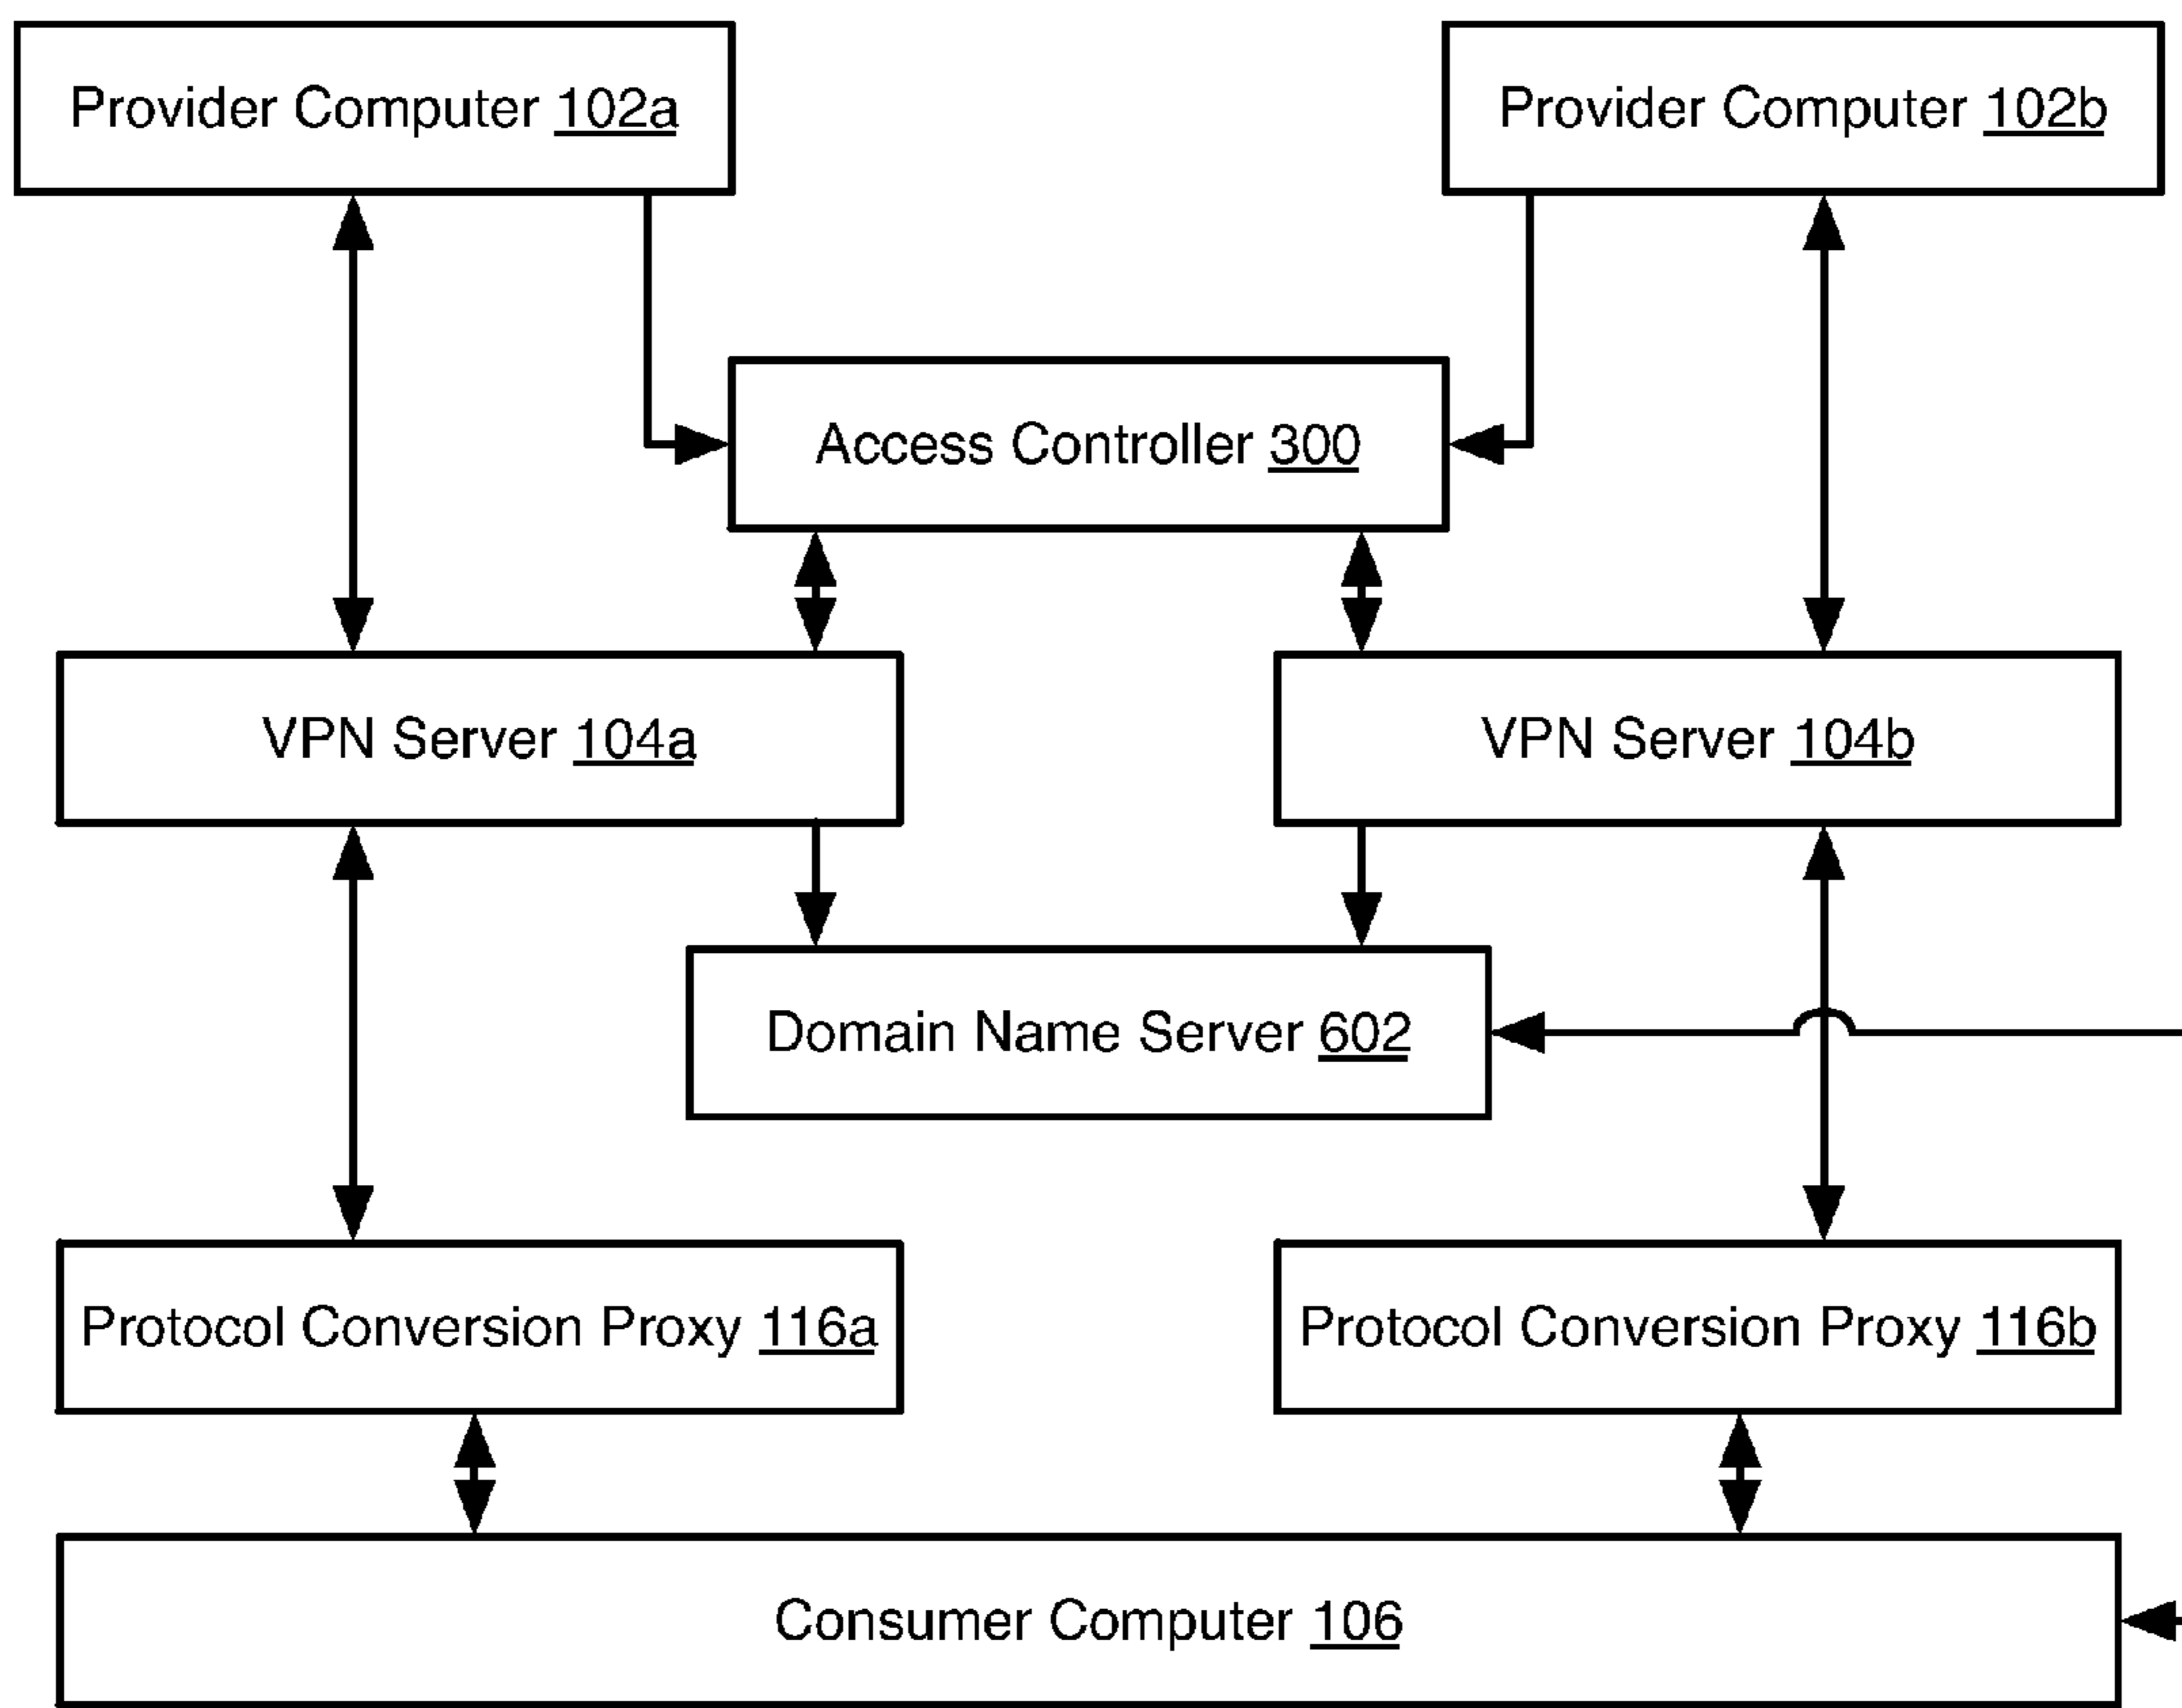 Provider Computer 102a
Provider Computer 102b
Access Controller 300
VPN Server 104a
VPN Server 104b
Domain Name Server 602
Protocol Conversion Proxy 116a
Protocol Conversion Proxy 116b
Consumer Computer 106